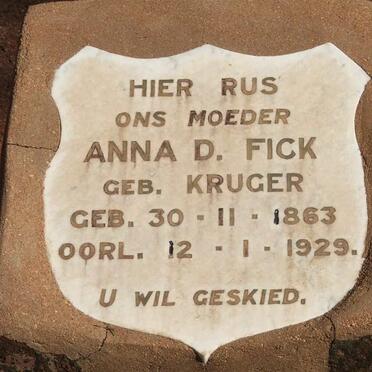 HIER RUS
ONS MOEDER
ANNA D. FICK
GEB. KRUGER
GEB. 30 - 11 - 1863
OORL. 12 - 1 - 1929.
U WIL GESKIED.